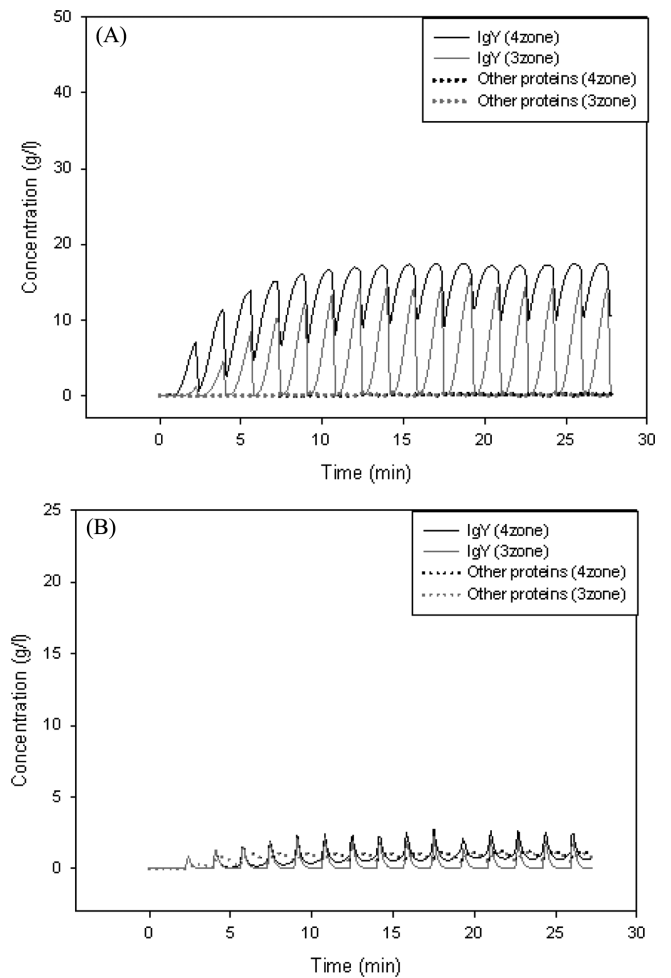 (A)
50
40
30
20
10
0
Concentration (g/l)
IgY (4zone)
IgY (3zone)
Other proteins (4zone)
Other proteins (3zone)
0 5 10 15 20 25 30
Time (min)
(B)
25
20
15
10
5
0
Concentration (g/l)
IgY (4zone)
IgY (3zone)
Other proteins (4zone)
Other proteins (3zone)
0 5 10 15 20 25 30
Time (min)